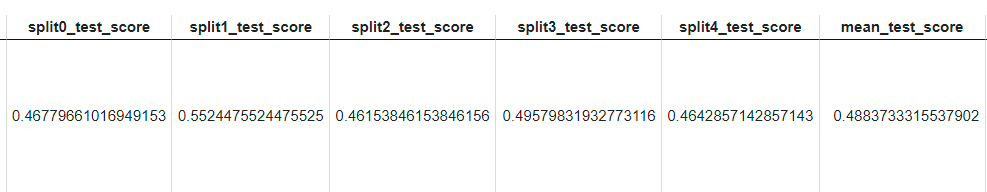 split0_test_score split1_test_score split2_test_score split3_test_score split4_test_score mean_test_score
0.46779661016949153 0.5524475524475525 0.46153846153846156 0.49579831932773116 0.4642857142857143 0.4883733315537902